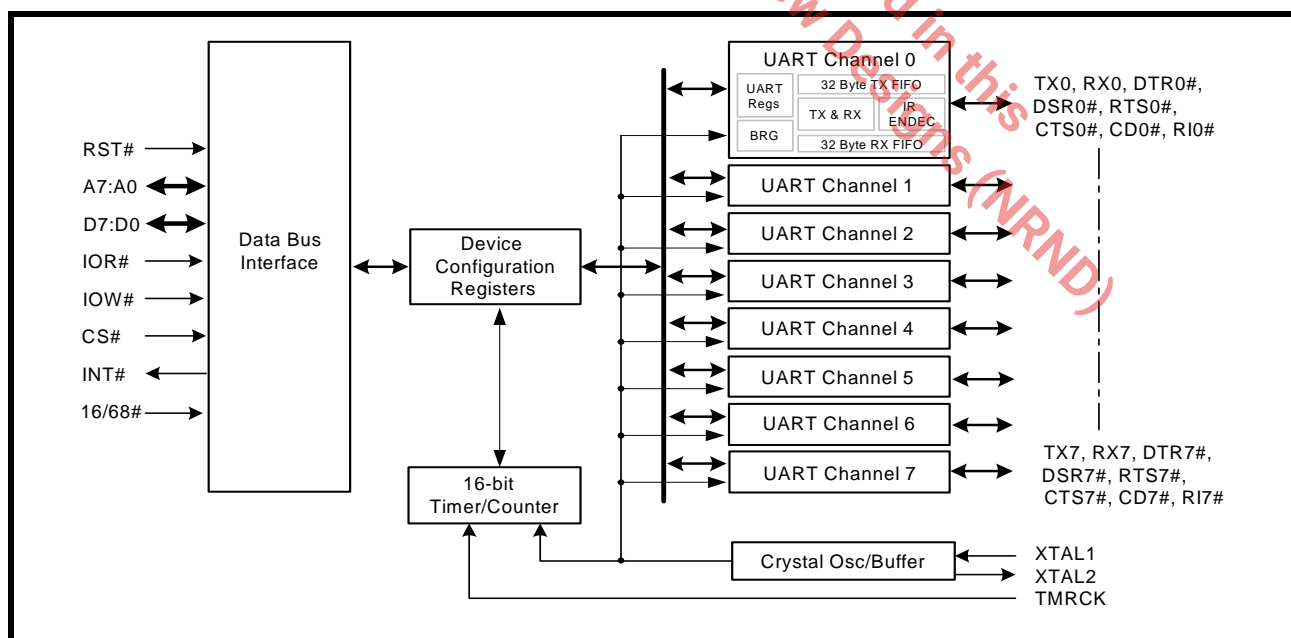 RST#
A7:A0
D7:D0
IOR#
IOW#
CS#
INT#
16/68#
Data Bus
Interface
Device
Configuration
Registers
16-bit
Timer/Counter
UART Channel 0
UART
Regs
BRG
32 Byte TX FIFO
TX & RX
IR
ENDEC
32 Byte RX FIFO
UART Channel 1
UART Channel 2
UART Channel 3
UART Channel 4
UART Channel 5
UART Channel 6
UART Channel 7
Crystal Osc/Buffer
TX0, RX0, DTR0#,
DSR0#, RTS0#,
CTS0#, CD0#, RI0#
TX7, RX7, DTR7#,
DSR7#, RTS7#,
CTS7#, CD7#, RI7#
XTAL1
XTAL2
TMRCK
in this
Designs (NRND)